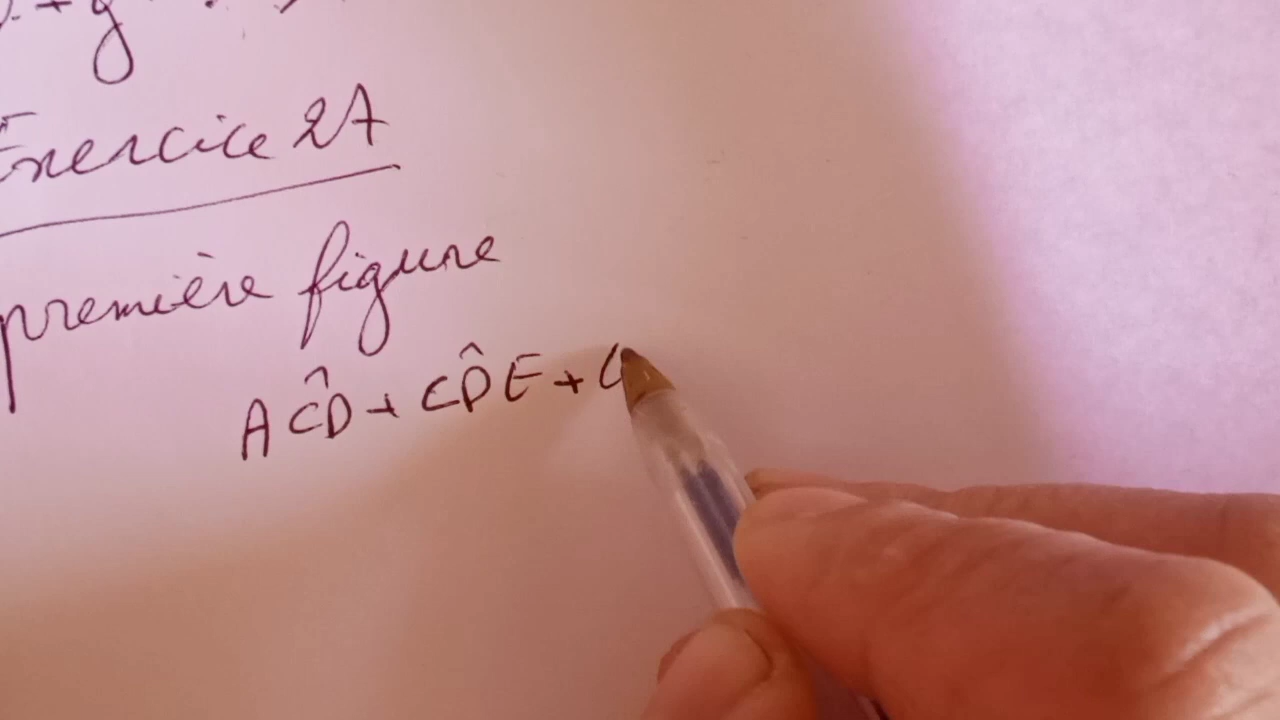 Exercice 27
première figure
AĈD + CD̂E + C